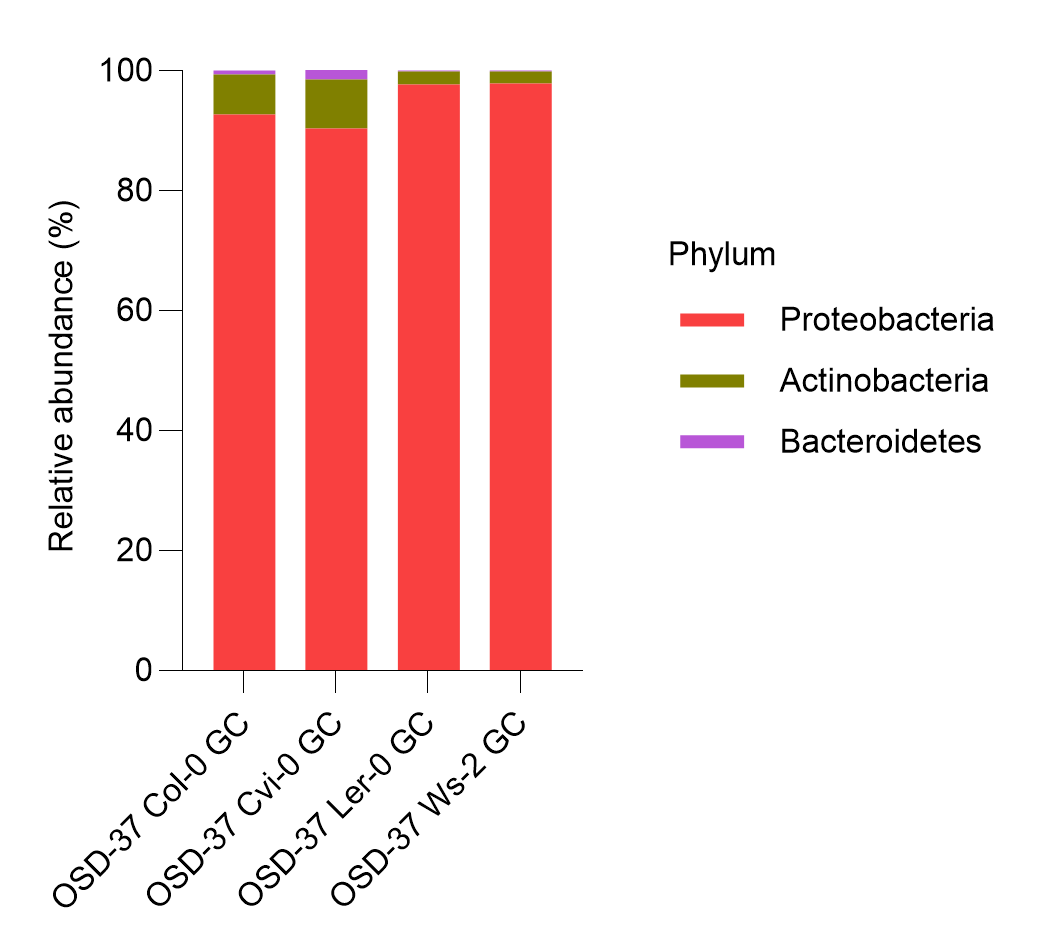 100
80
60
40
20
0
Relative abundance (%)
OSD-37 Col-0 GC
OSD-37 Cvi-0 GC
OSD-37 Ler-0 GC
OSD-37 Ws-2 GC
Phylum
Proteobacteria
Actinobacteria
Bacteroidetes